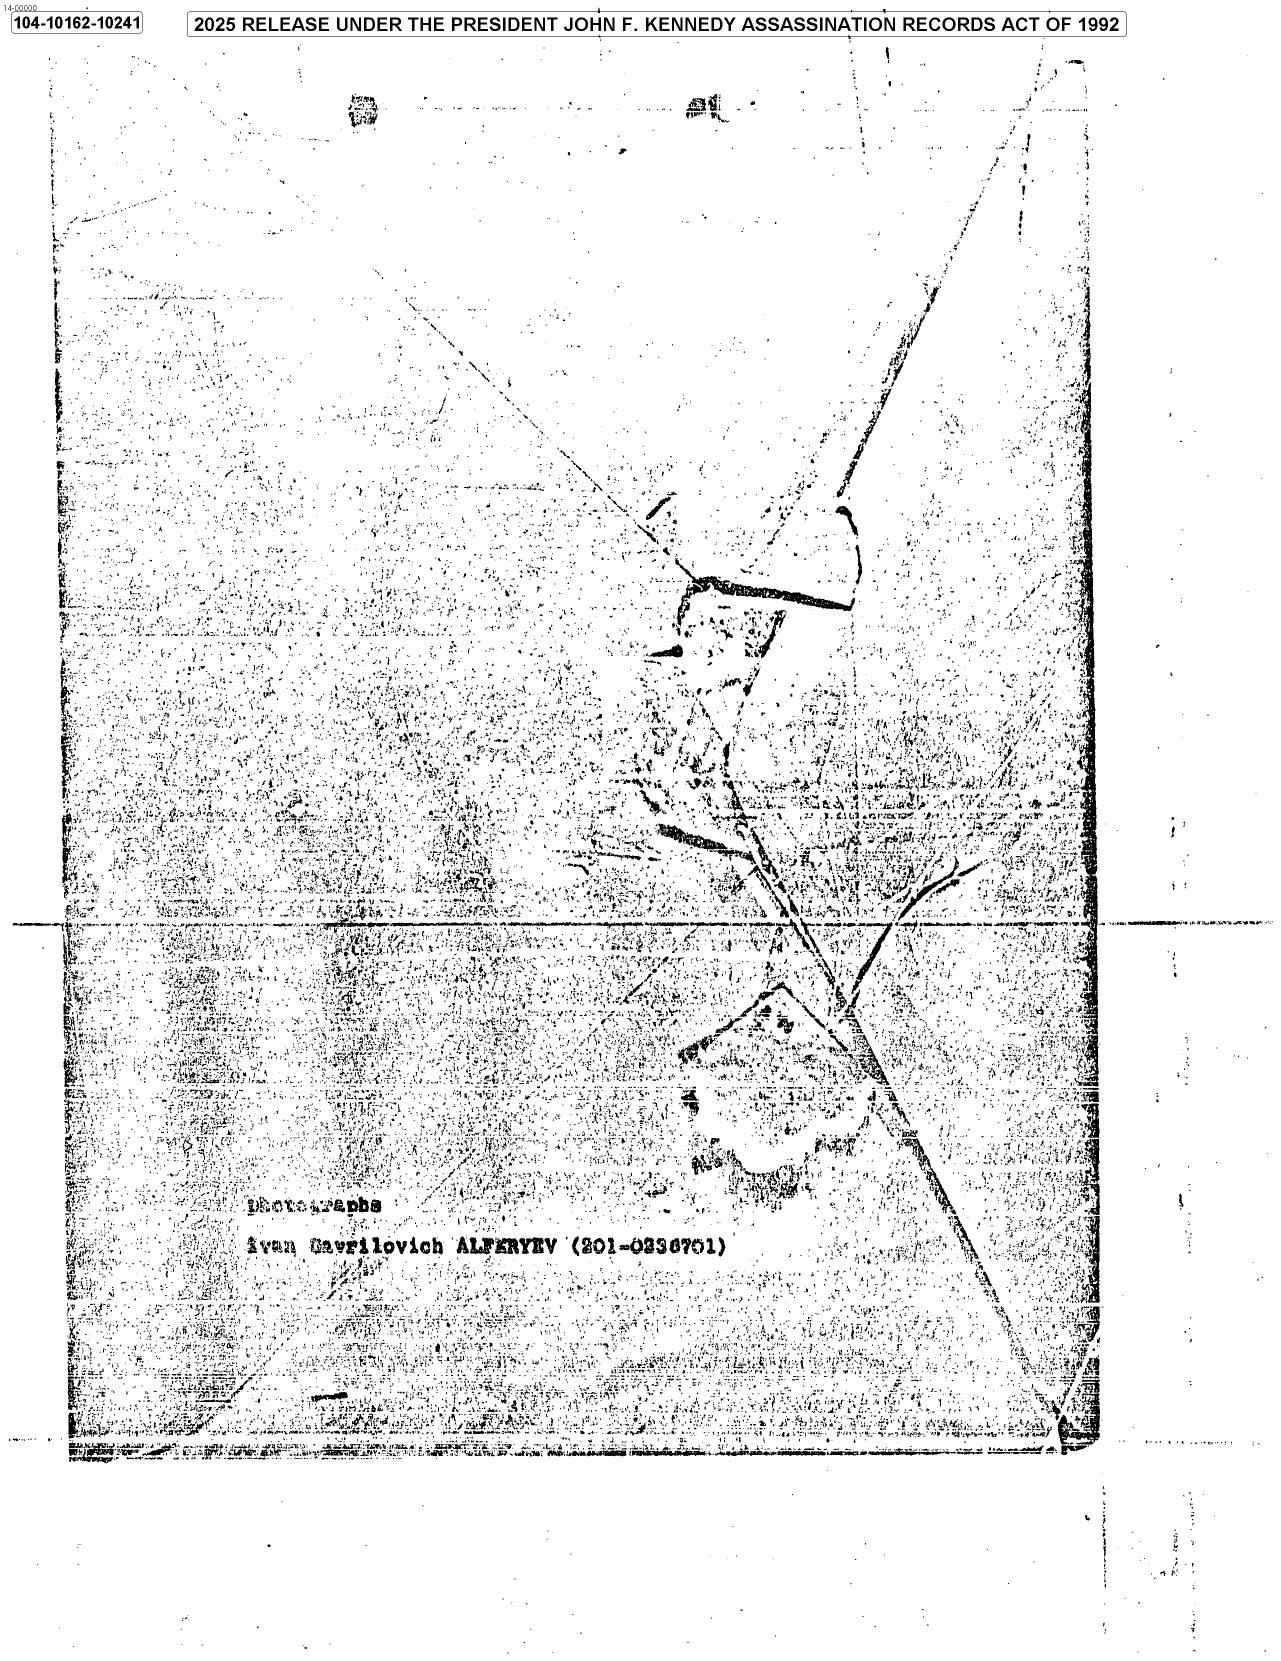 14-00000
104-10162-10241
2025 RELEASE UNDER THE PRESIDENT JOHN F. KENNEDY ASSASSINATION RECORDS ACT OF 1992
photographs
Ivan Gavrilovich ALFERYEV (201-0236701)